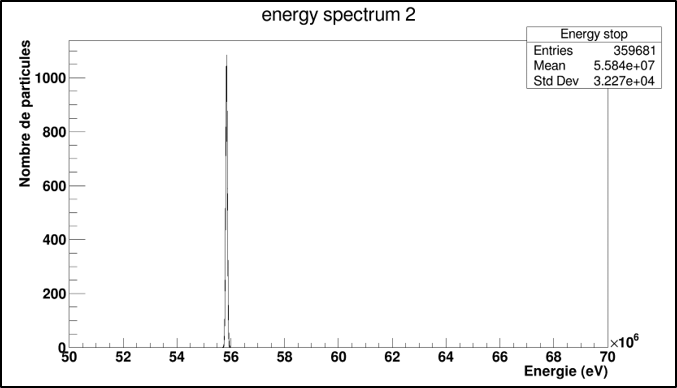 energy spectrum 2
Energy stop
Entries 359681
Mean 5.584e+07
Std Dev 3.227e+04
Nombre de particules
1000
800
600
400
200
0
50 52 54 56 58 60 62 64 66 68 70
×10⁶
Energie (eV)